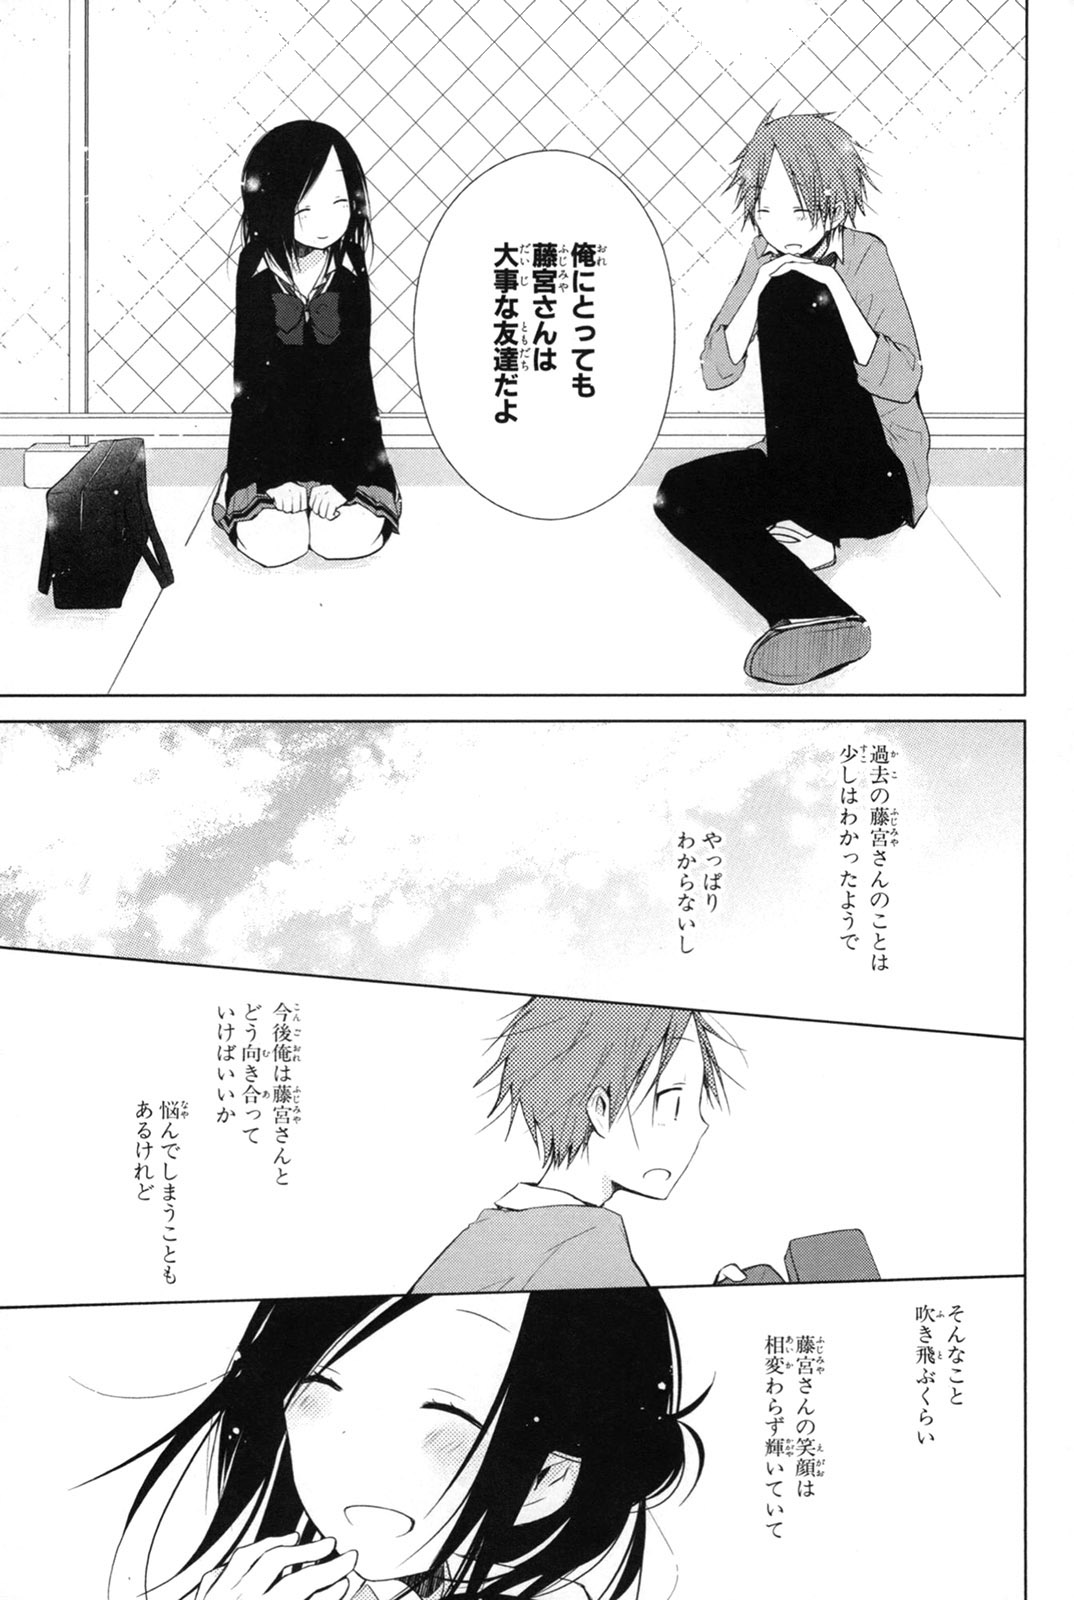 俺にとっても
藤宮さんは
大事な友達だよ
過去の藤宮さんのことは
少しはわかったようで
やっぱり
わからないし
今後俺は藤宮さんと
どう向き合って
いけばいいか
悩んでしまうことも
あるけれど
そんなこと
吹き飛ぶくらい
藤宮さんの笑顔は
相変わらず輝いていて